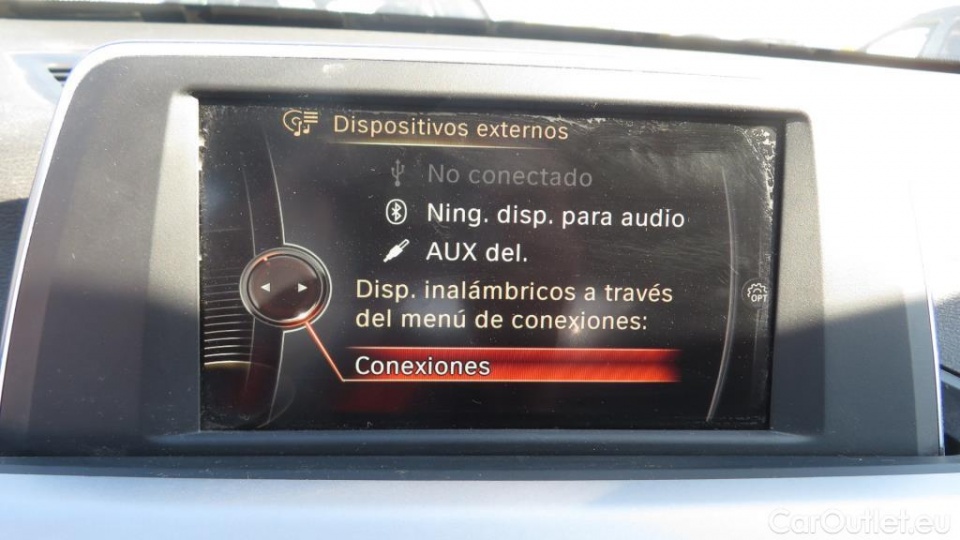 Dispositivos externos
No conectado
Ning. disp. para audio
AUX del.
Disp. inalámbricos a través
del menú de conexiones:
OPT
Conexiones
CarOutlet.eu